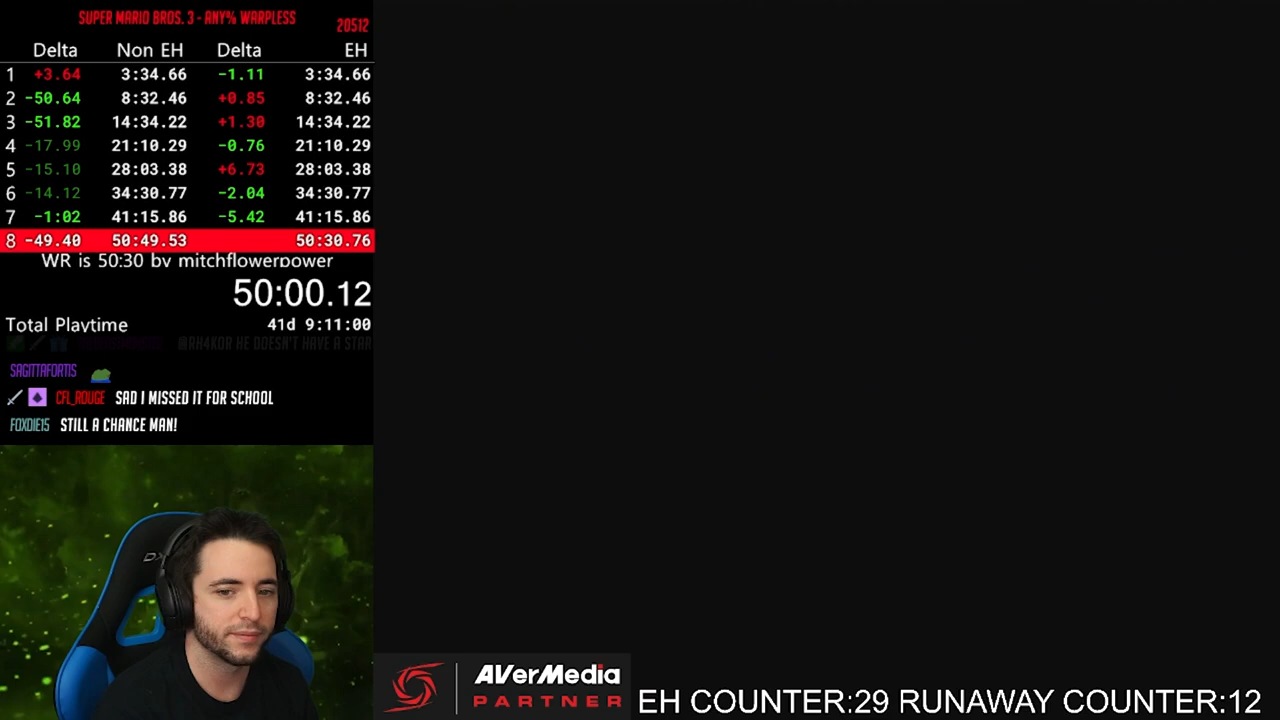 SUPER MARIO BROS. 3 - ANY% WARPLESS
20512
Delta Non EH Delta EH
1 +3.64 3:34.66 -1.11 3:34.66
2 -50.64 8:32.46 +0.85 8:32.46
3 -51.82 14:34.22 +1.30 14:34.22
4 -17.99 21:10.29 -0.76 21:10.29
5 -15.10 28:03.38 +6.73 28:03.38
6 -14.12 34:30.77 -2.04 34:30.77
7 -1:02 41:15.86 -5.42 41:15.86
8 -49.40 50:49.53 50:30.76
WR is 50:30 by mitchflowerpower
50:00.12
Total Playtime 41d 9:11:00
@RH4KOR HE DOESN'T HAVE A STAR
SAGITTAFORTIS
CFL_ROUGE SAD I MISSED IT FOR SCHOOL
FOXDIE15 STILL A CHANCE MAN!
DX
AVerMedia
PARTNER
EH COUNTER:29 RUNAWAY COUNTER:12